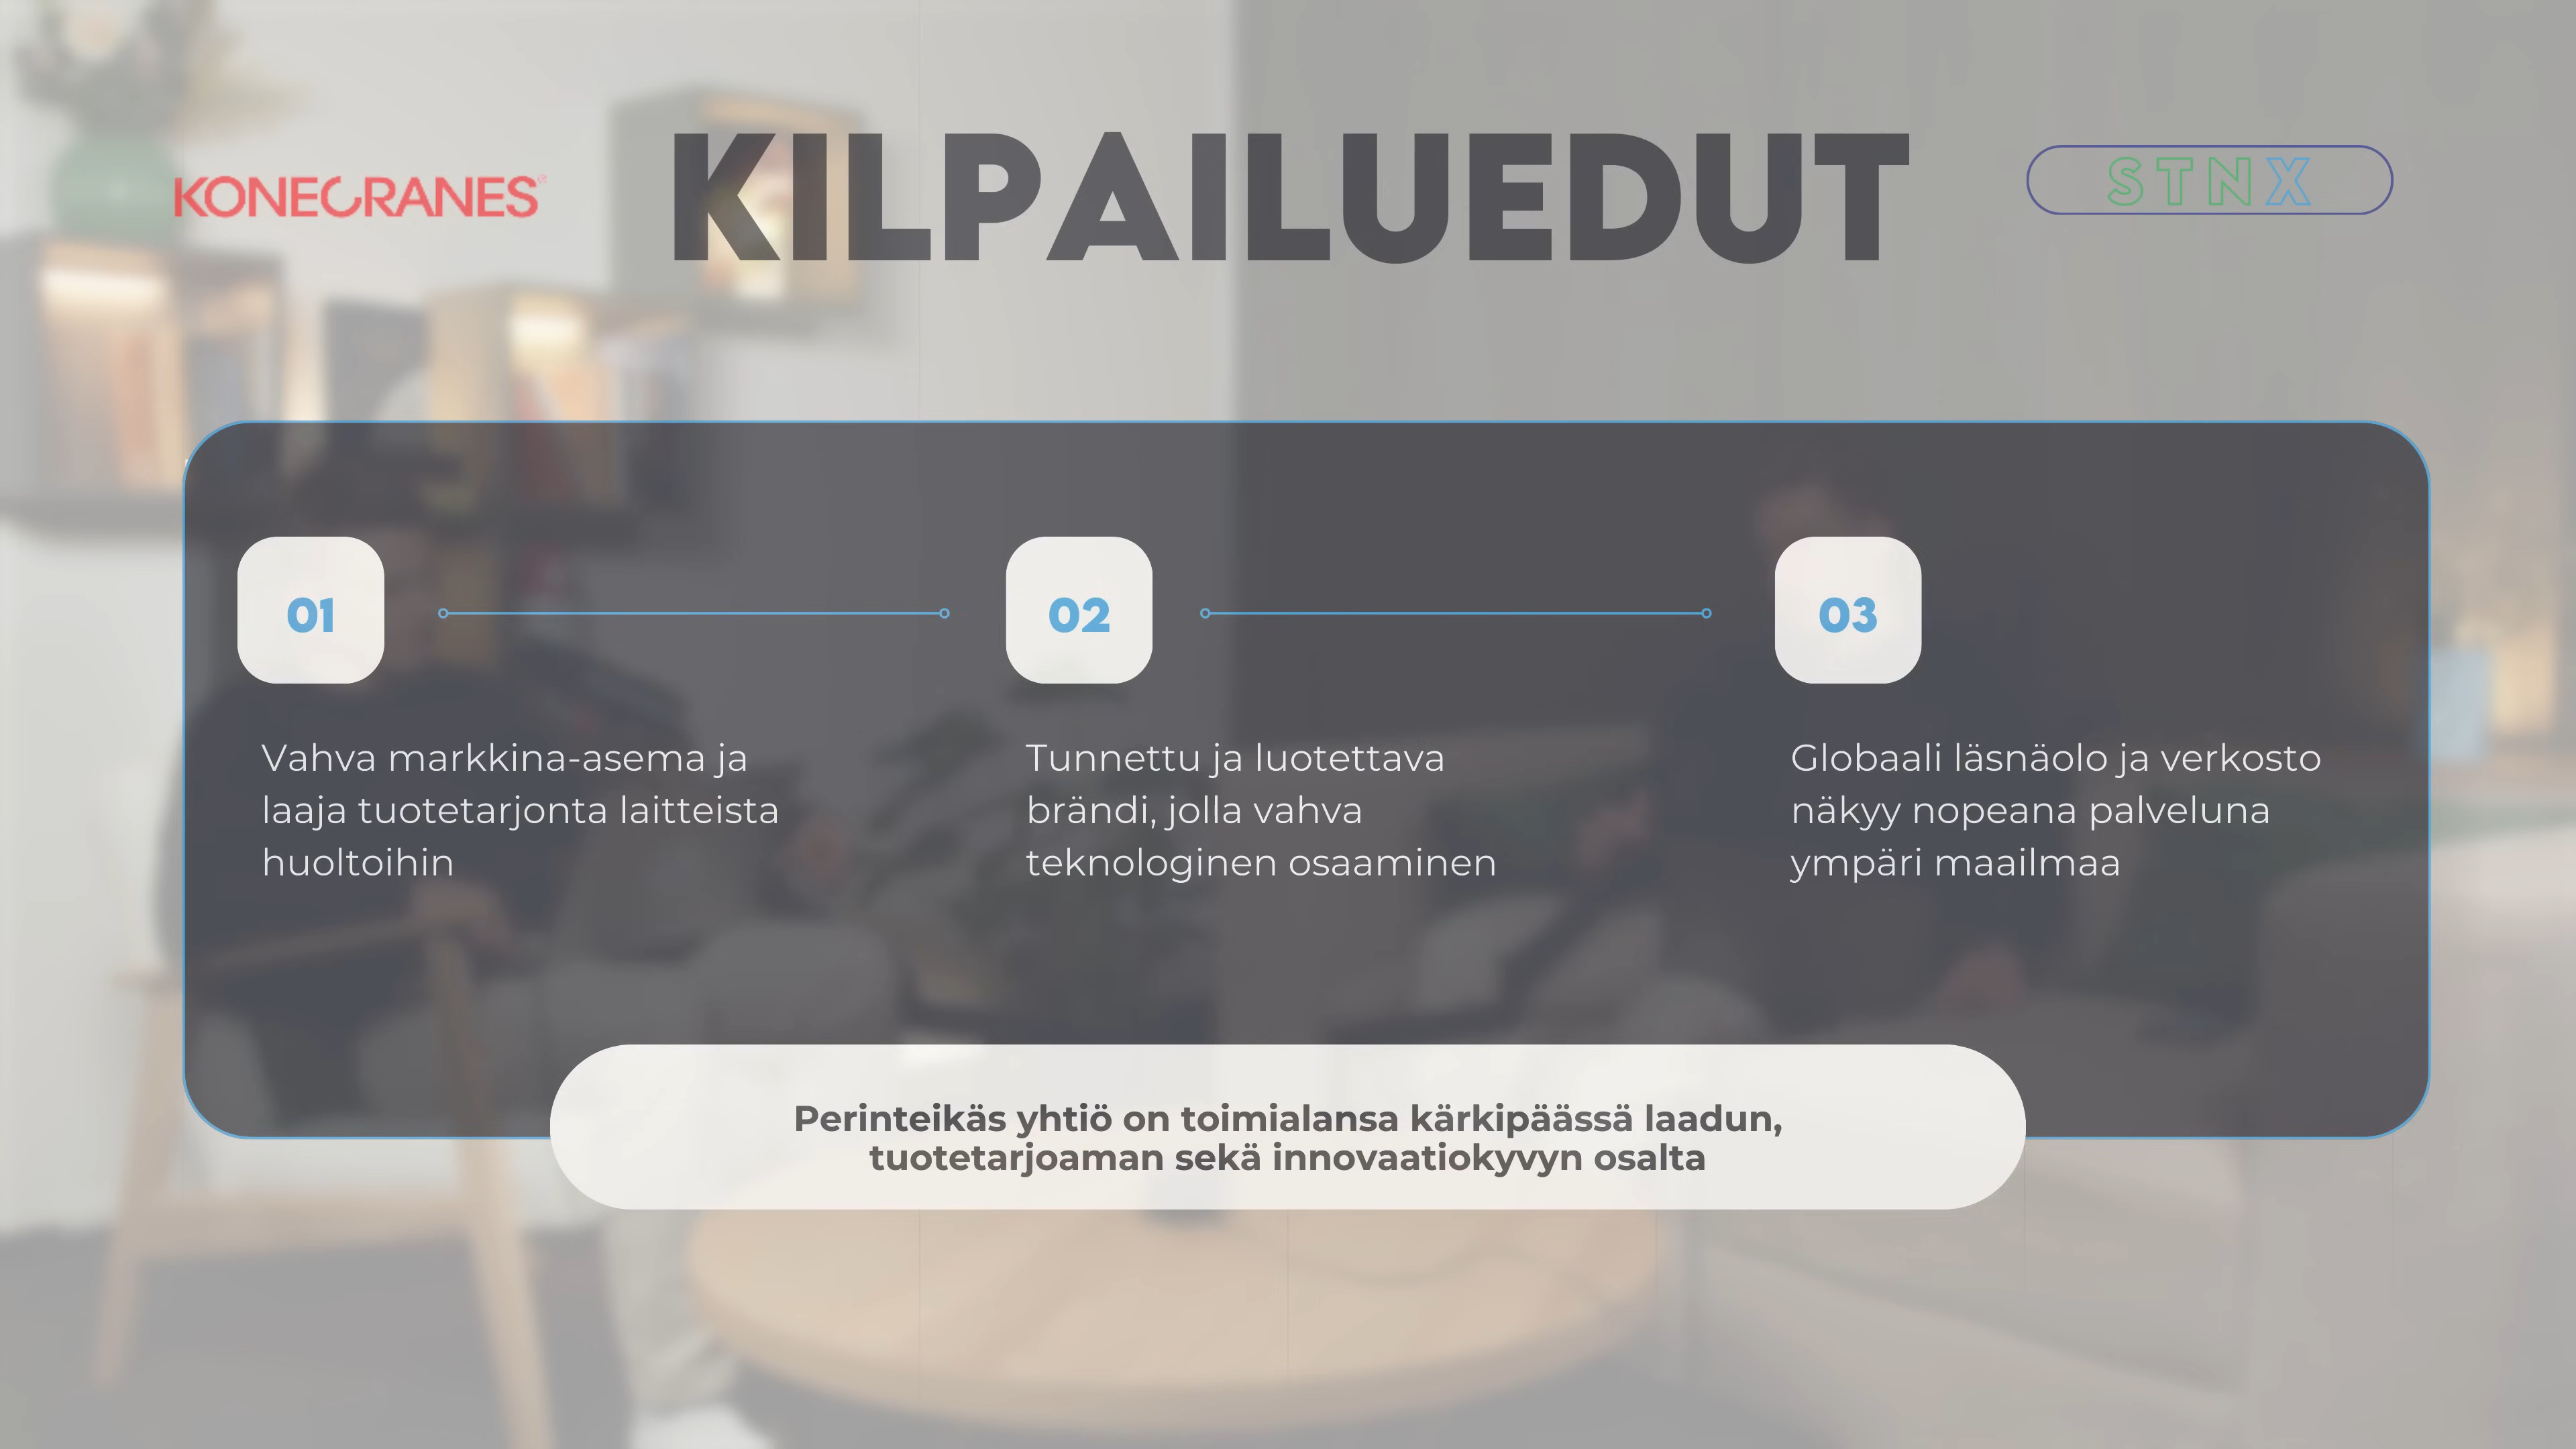 KONECRANES
KILPAILUEDUT
STNX
01
02
03
Vahva markkina-asema ja
laaja tuotetarjonta laitteista
huoltoihin
Tunnettu ja luotettava
brändi, jolla vahva
teknologinen osaaminen
Globaali läsnäolo ja verkosto
näkyy nopeana palveluna
ympäri maailmaa
Perinteikäs yhtiö on toimialansa kärkipäässä laadun,
tuotetarjoaman sekä innovaatiokyvyn osalta